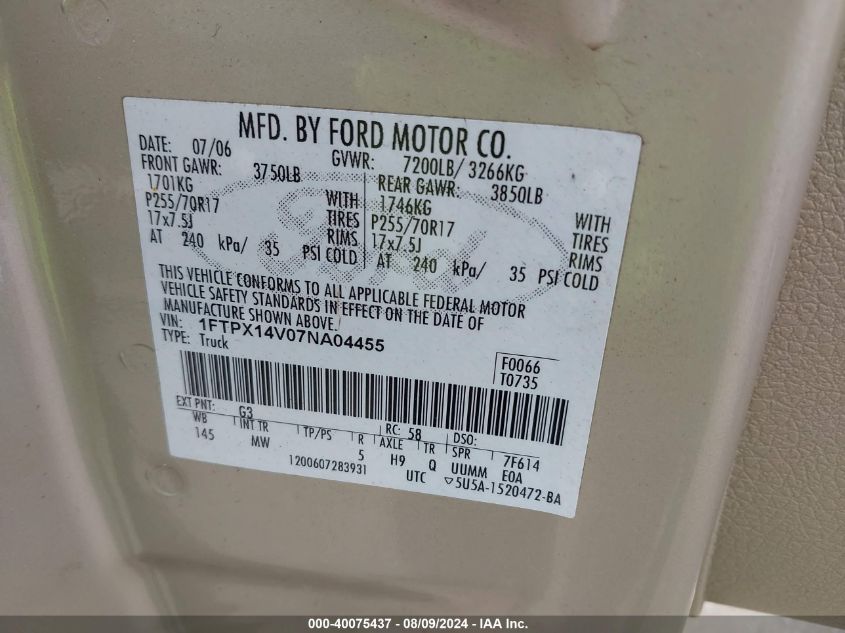 MFD. BY FORD MOTOR CO.
DATE: 07/06 GVWR: 7200LB/ 3266KG
FRONT GAWR: 3750LB REAR GAWR: 3850LB
1701KG WITH 1746KG WITH
P255/70R17 TIRES P255/70R17 TIRES
17x7.5J RIMS 17x7.5J RIMS
AT 240 kPa/ 35 PSI COLD AT 240 kPa/ 35 PSI COLD
THIS VEHICLE CONFORMS TO ALL APPLICABLE FEDERAL MOTOR
VEHICLE SAFETY STANDARDS IN EFFECT ON THE DATE OF
MANUFACTURE SHOWN ABOVE.
VIN: 1FTPX14V07NA04455
TYPE: Truck
F0066
T0735
EXT PNT: G3 RC: 58 DSO:
WB INT TR TP/PS R AXLE TR SPR 7F614
145 MW 5 H9 Q UUMM EOA
1200607283931 UTC ▽5U5A-1520472-BA
Ford
000-40075437 - 08/09/2024 - IAA Inc.